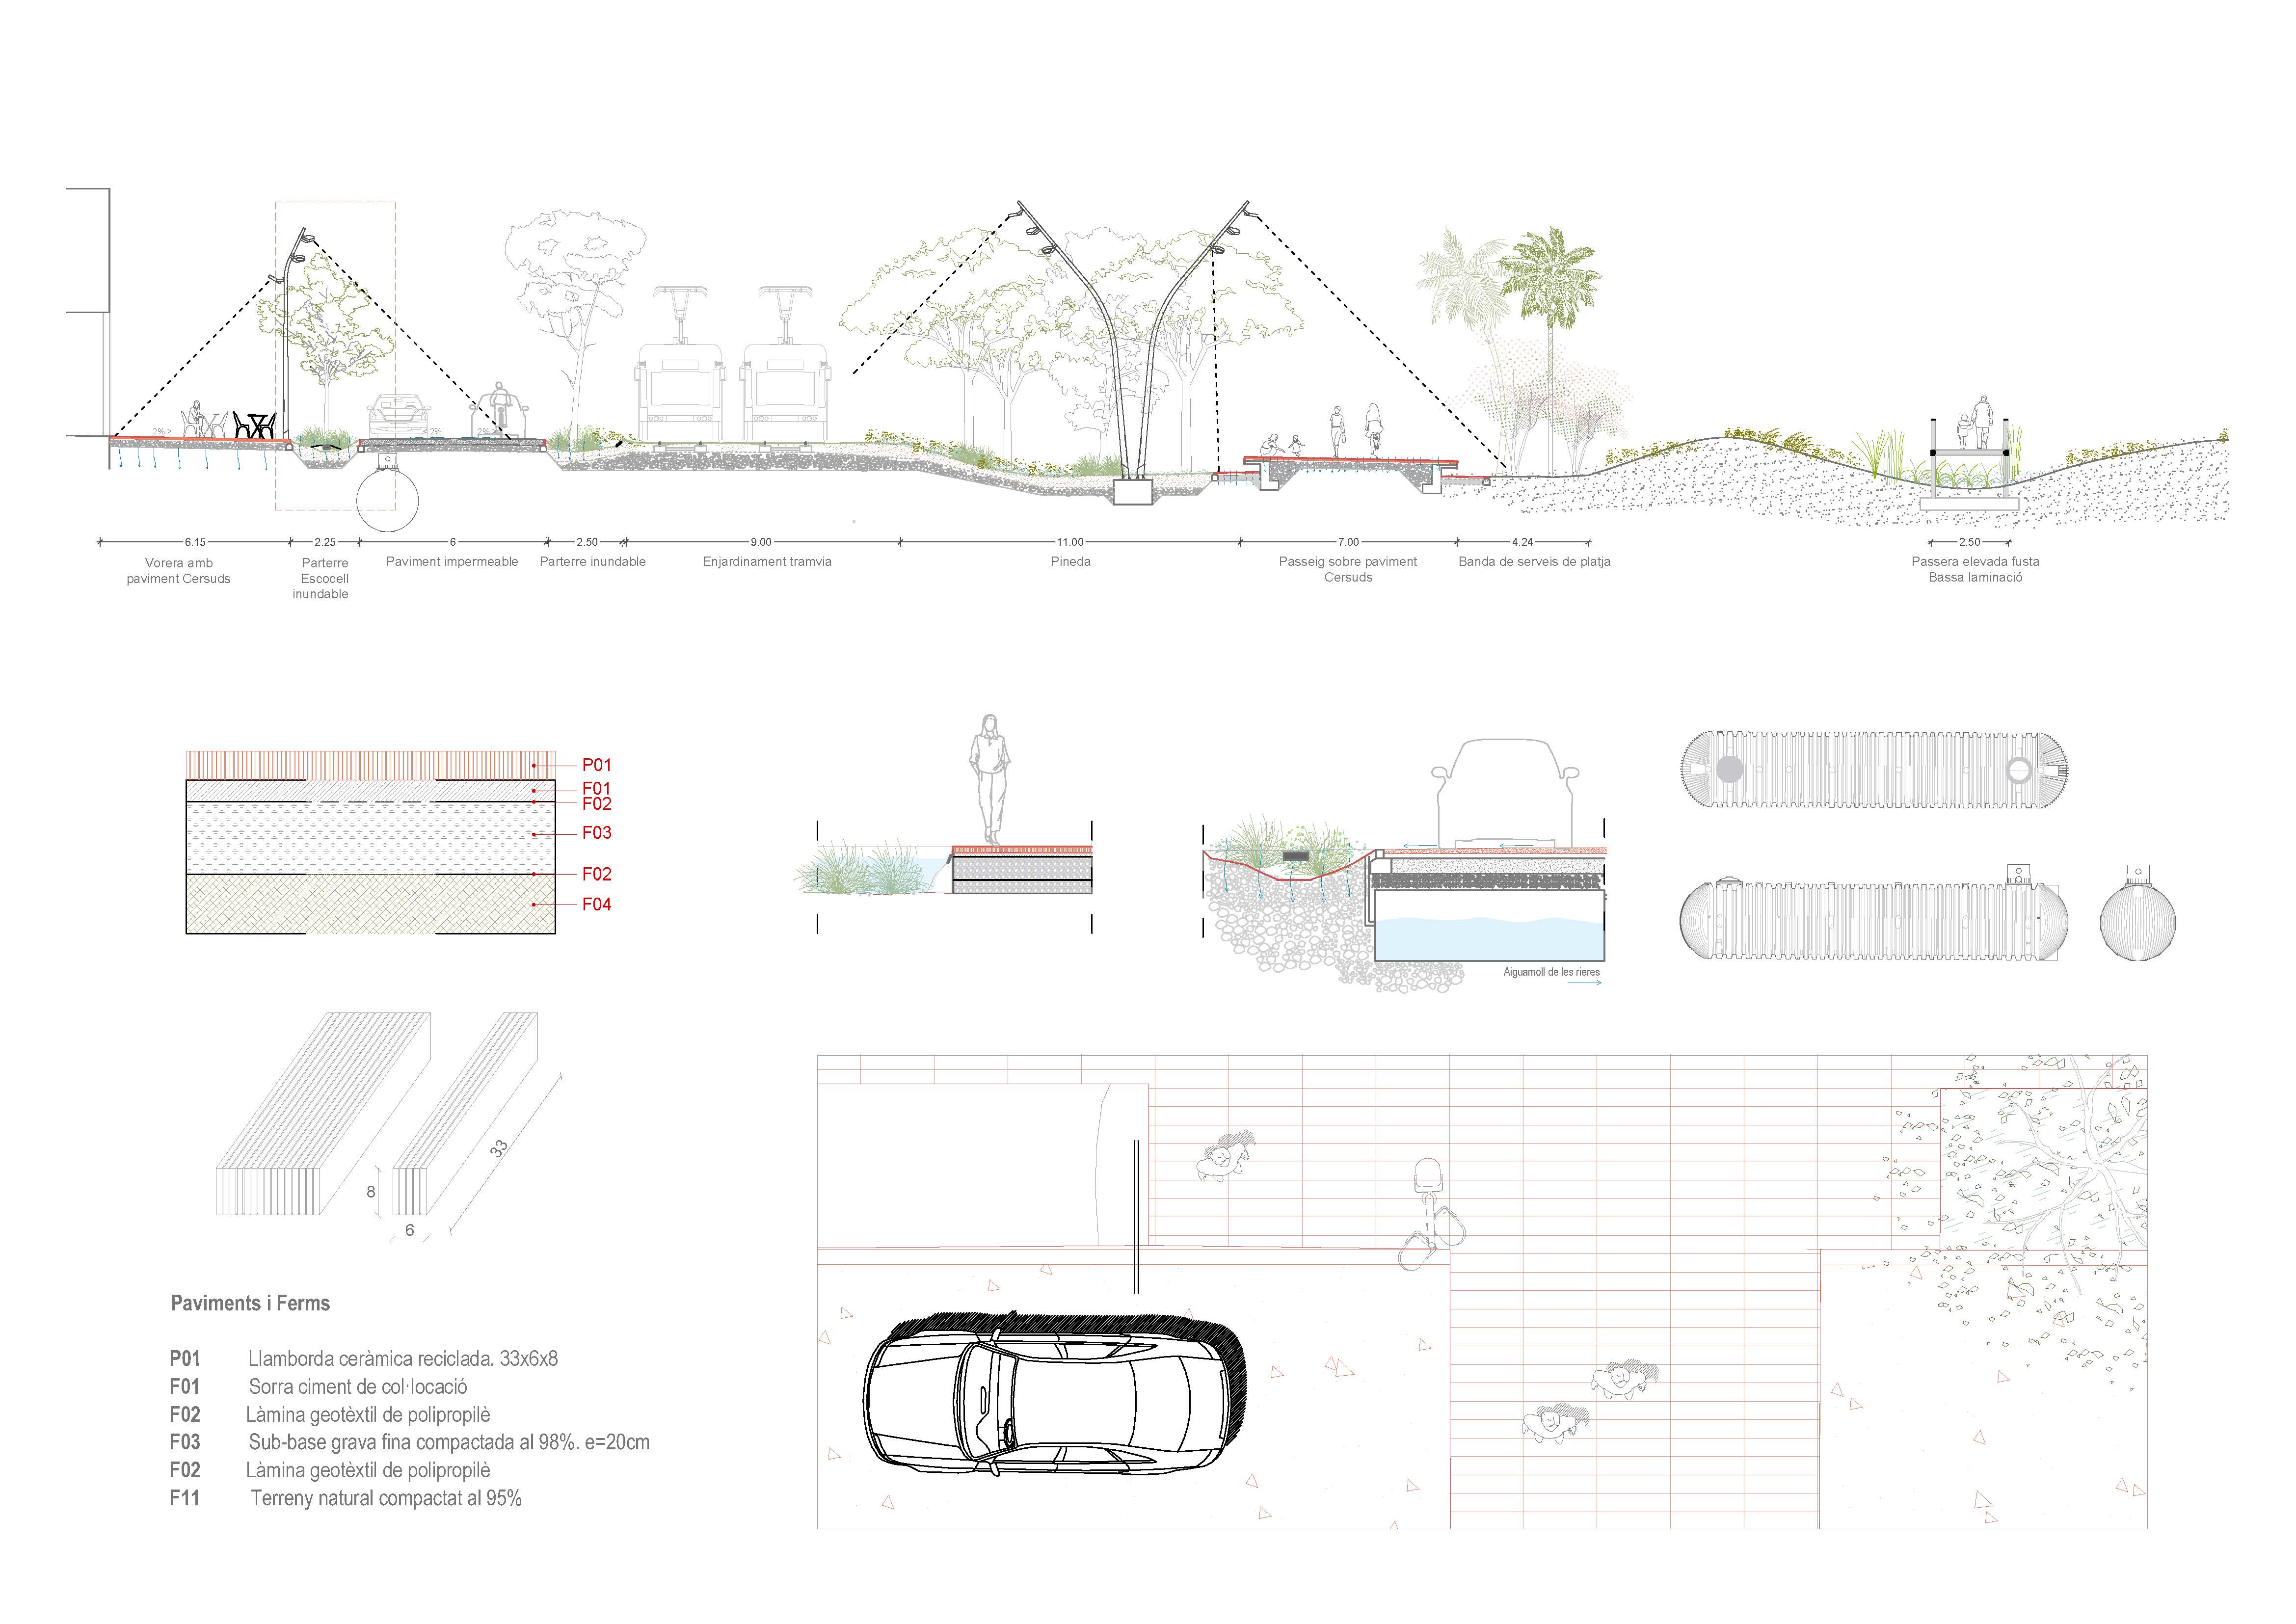 2% >
< 2%
2% >
6.15
2.25
6
2.50
9.00
11.00
7.00
4.24
2.50
Vorera amb
paviment Cersuds
Parterre
Escocell
inundable
Paviment impermeable
Parterre inundable
Enjardinament tramvia
Pineda
Passeig sobre paviment
Cersuds
Banda de serveis de platja
Passera elevada fusta
Bassa laminació
P01
F01
F02
F03
F02
F04
Aiguamoll de les rieres
33
8
6
Paviments i Ferms
P01 Llamborda ceràmica reciclada. 33x6x8
F01 Sorra ciment de col·locació
F02 Làmina geotèxtil de polipropilè
F03 Sub-base grava fina compactada al 98%. e=20cm
F02 Làmina geotèxtil de polipropilè
F11 Terreny natural compactat al 95%